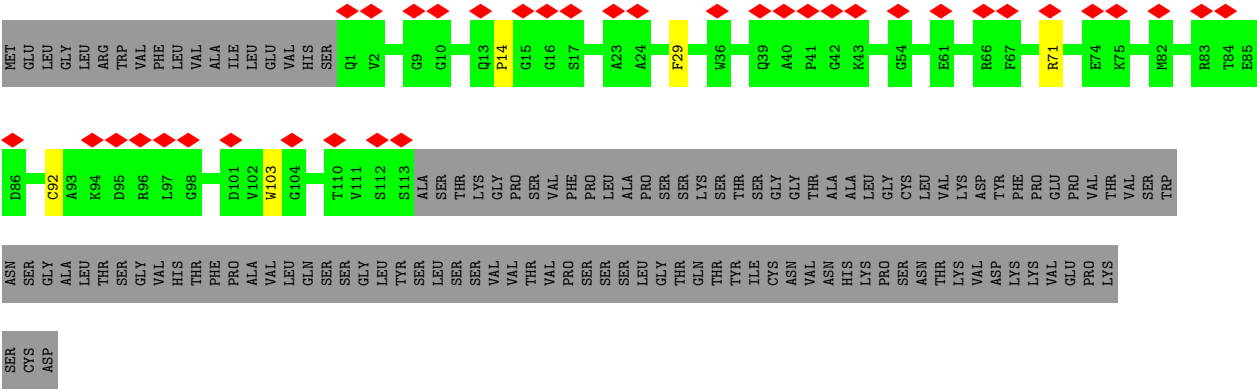 MET GLU LEU GLY LEU ARG TRP VAL PHE LEU VAL ALA ILE LEU GLU VAL HIS SER Q1 V2 G9 G10 Q13 P14 G15 G16 S17 A23 A24 F29 W36 Q39 A40 P41 G42 K43 G54 E61 R66 F67 R71 E74 K75 M82 R83 T84 E85
D86 C92 A93 K94 D95 R96 L97 G98 D101 V102 W103 G104 T110 V111 S112 S113 ALA SER THR LYS GLY PRO SER VAL PHE PRO LEU ALA PRO SER SER LYS SER THR SER GLY GLY THR ALA ALA LEU GLY CYS LEU VAL LYS ASP TYR PHE PRO GLU PRO VAL THR VAL SER TRP
ASN SER GLY ALA LEU THR SER GLY VAL HIS THR PHE PRO ALA VAL LEU GLN SER SER GLY LEU TYR SER LEU SER SER VAL VAL THR VAL PRO SER SER SER LEU GLY THR GLN THR TYR ILE CYS ASN VAL ASN HIS LYS PRO SER ASN THR LYS VAL ASP LYS LYS VAL GLU PRO LYS
SER CYS ASP